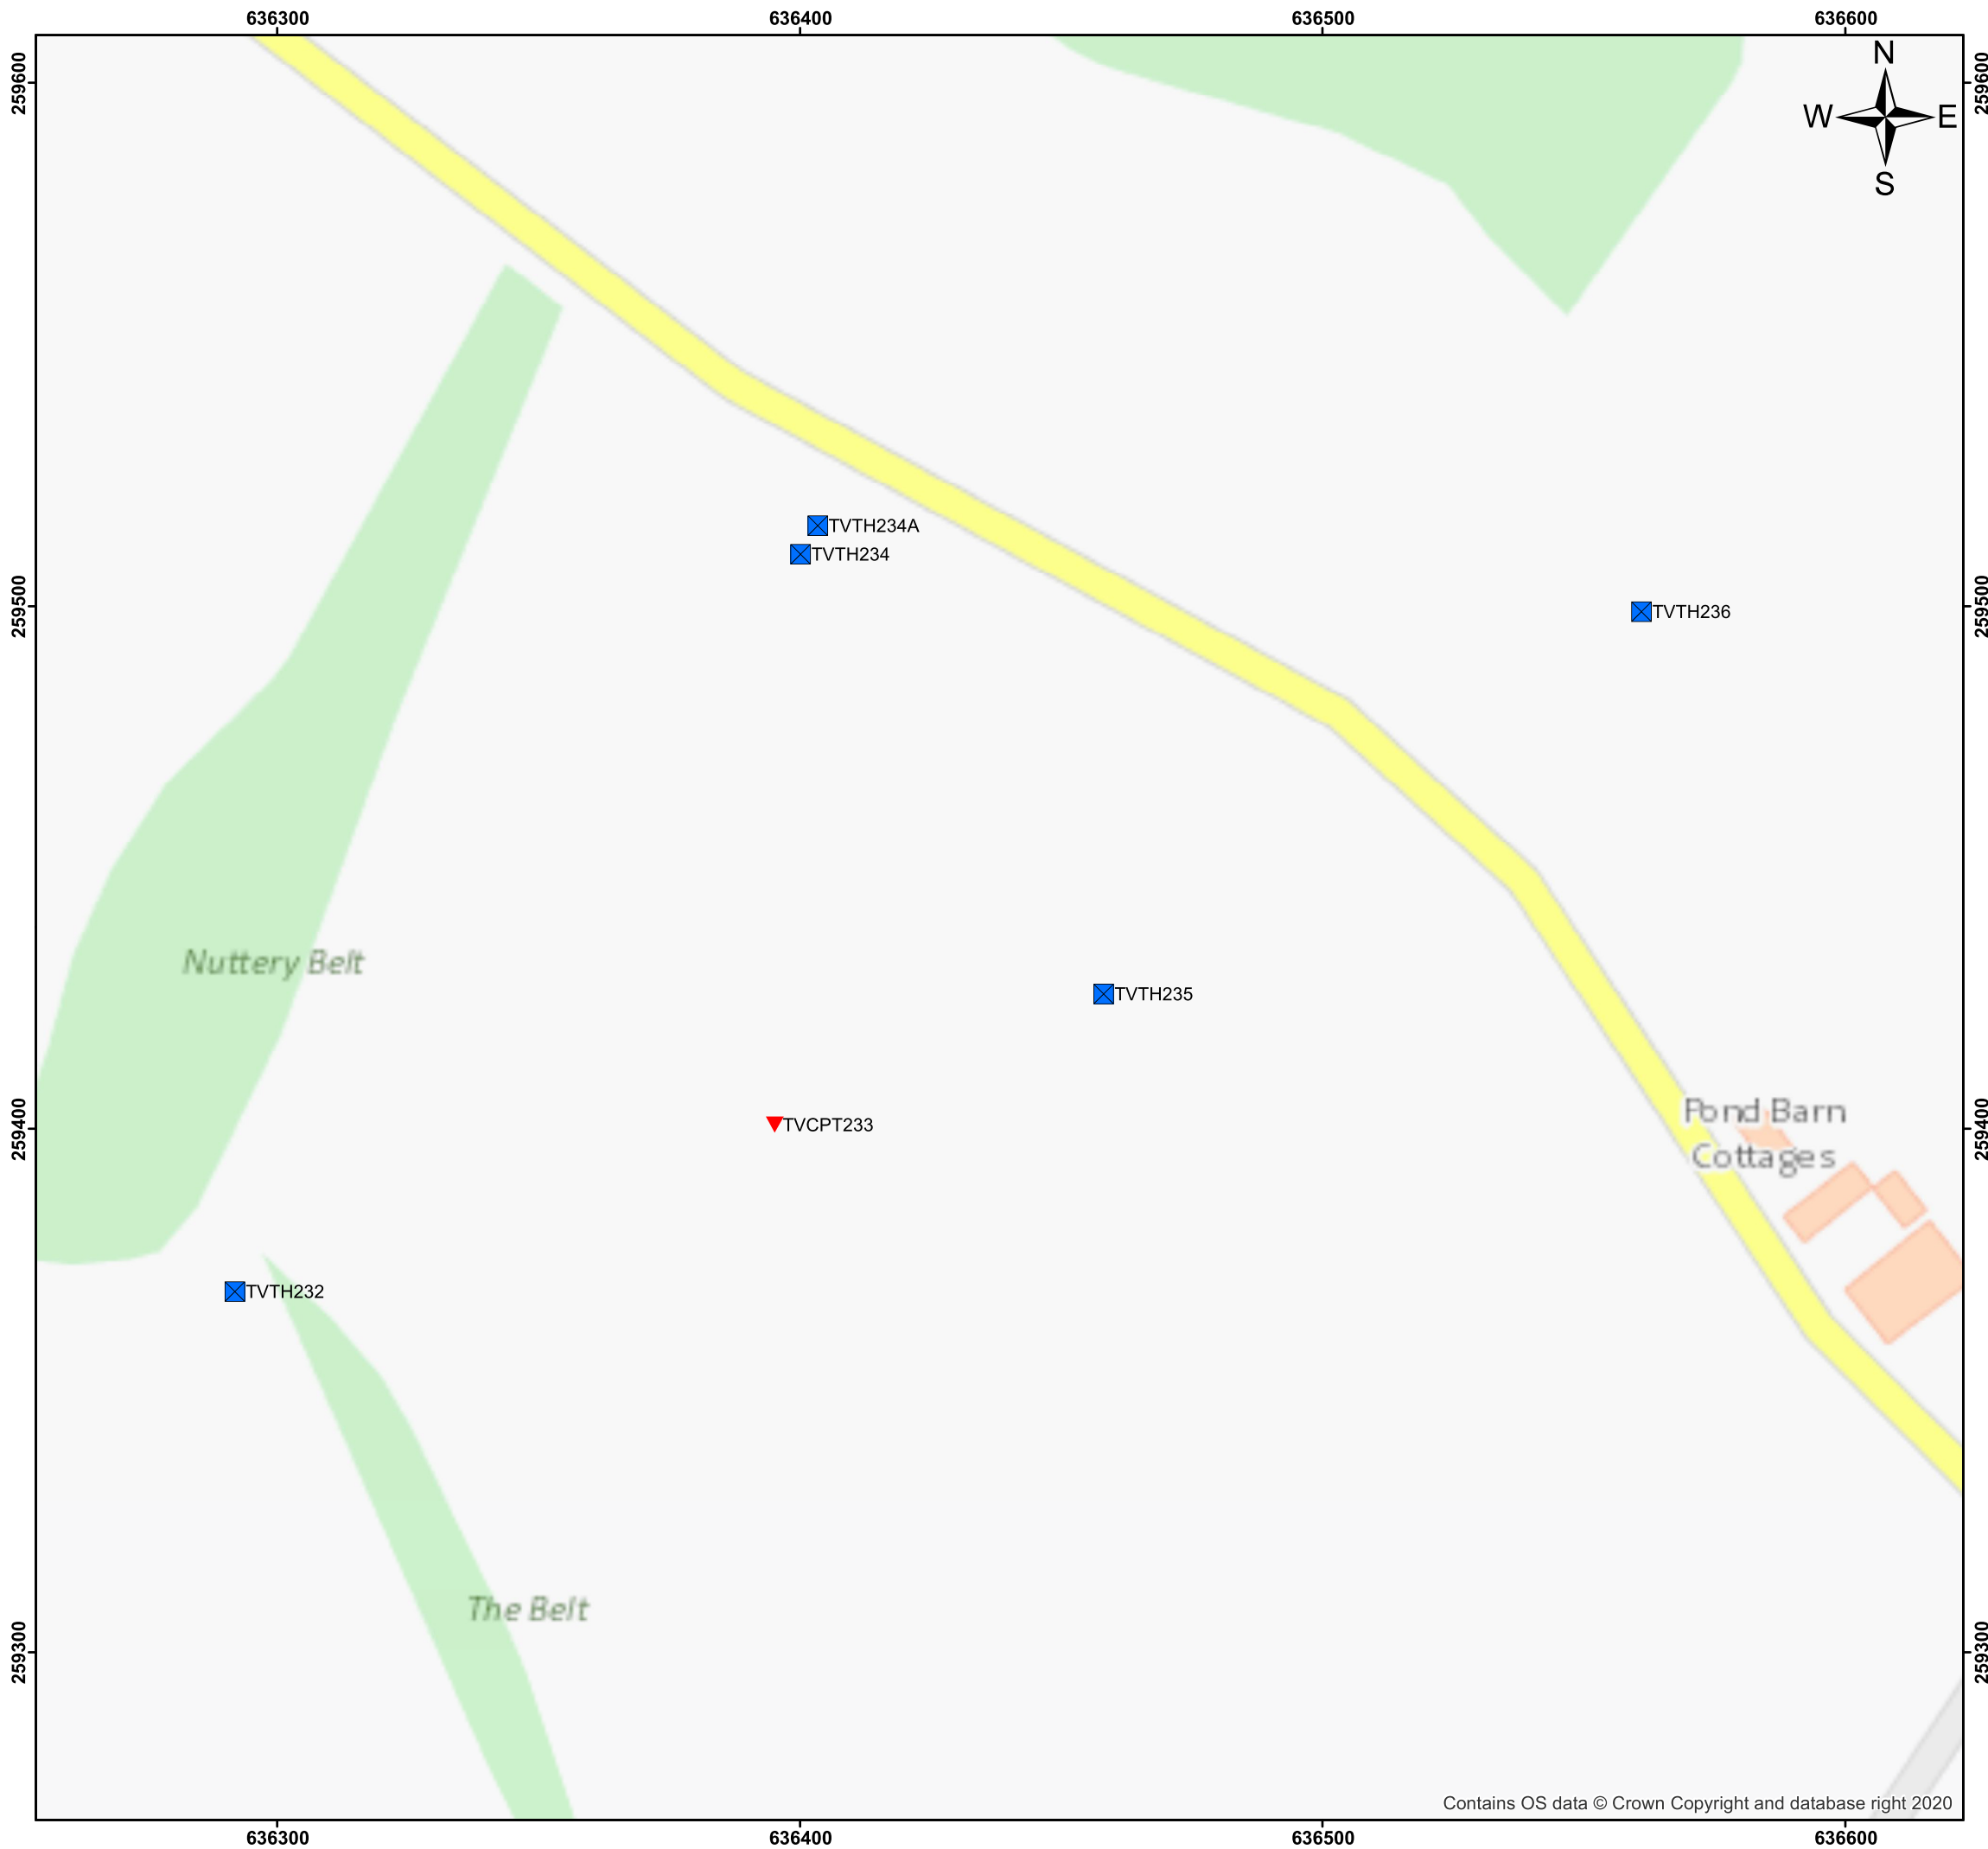 636300
636400
636500
636600
259600
259600
N
W
E
S
TVTH234A
TVTH234
259500
259500
TVTH236
Nuttery Belt
TVTH235
259400
259400
TVCPT233
Pond Barn
Cottages
TVTH232
The Belt
259300
259300
Contains OS data © Crown Copyright and database right 2020
636300
636400
636500
636600